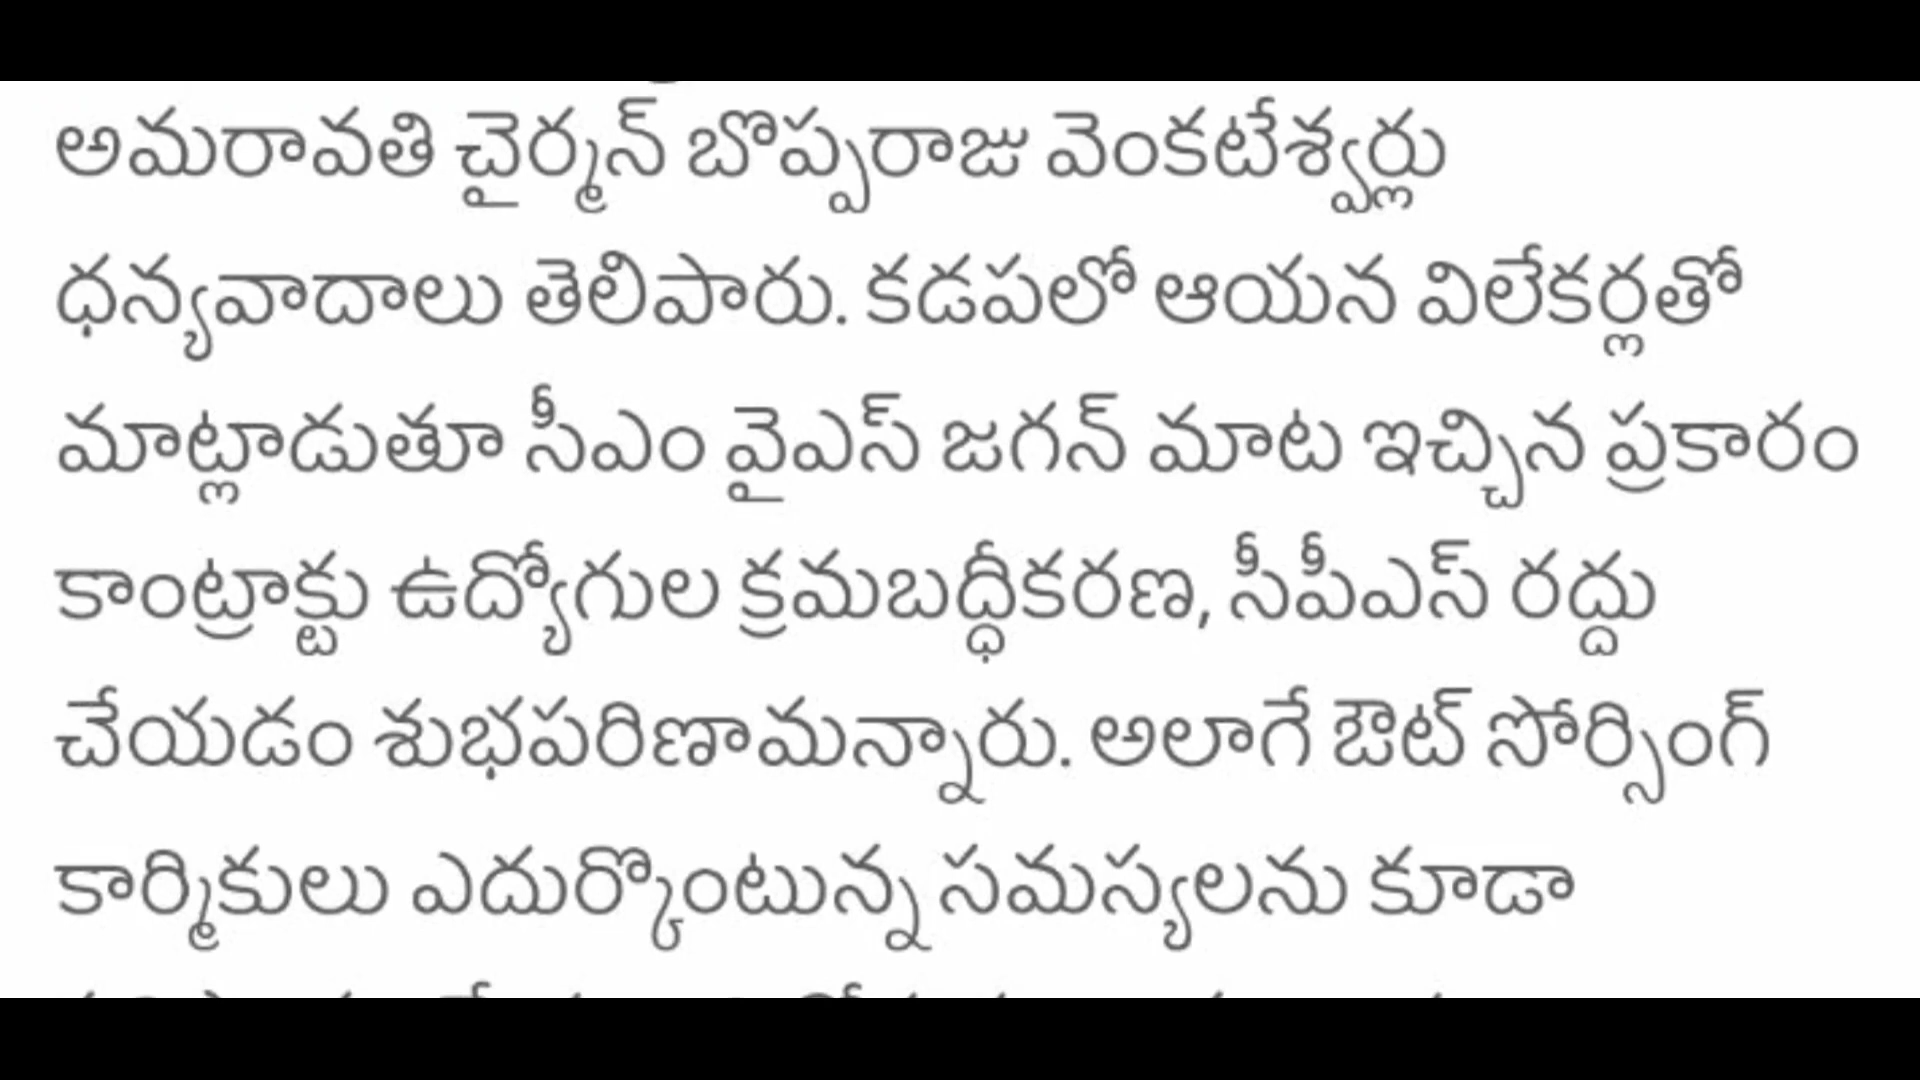 అమరావతి చైర్మన్ బొప్పరాజు వెంకటేశ్వర్లు
ధన్యవాదాలు తెలిపారు. కడపలో ఆయన విలేకర్లతో
మాట్లాడుతూ సీఎం వైఎస్ జగన్ మాట ఇచ్చిన ప్రకారం
కాంట్రాక్టు ఉద్యోగుల క్రమబద్ధీకరణ, సీపీఎస్ రద్దు
చేయడం శుభపరిణామన్నారు. అలాగే ఔట్ సోర్సింగ్
కార్మికులు ఎదుర్కొంటున్న సమస్యలను కూడా